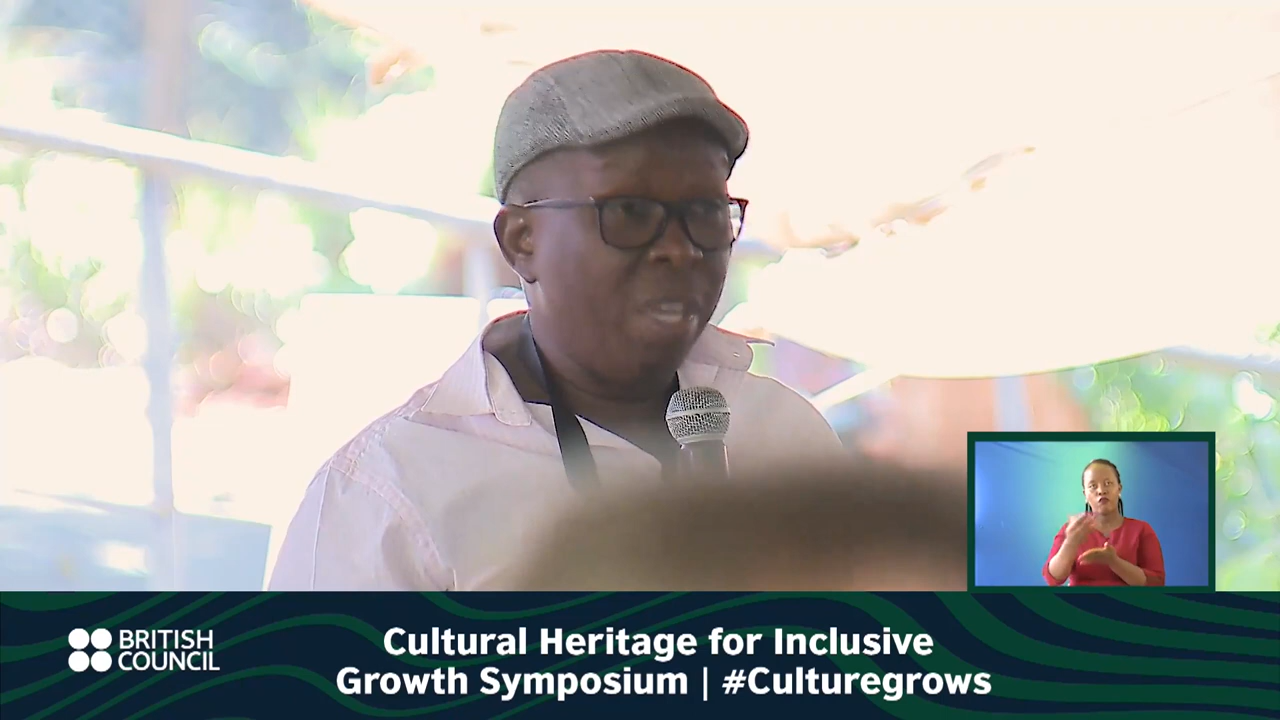 BRITISH
COUNCIL
Cultural Heritage for Inclusive
Growth Symposium | #Culturegrows